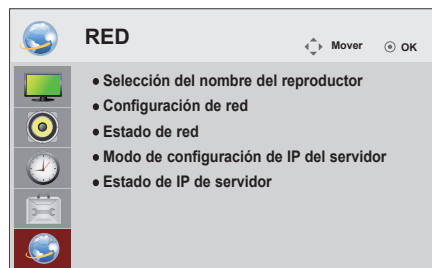 RED
Mover OK
● Selección del nombre del reproductor
● Configuración de red
● Estado de red
● Modo de configuración de IP del servidor
● Estado de IP de servidor